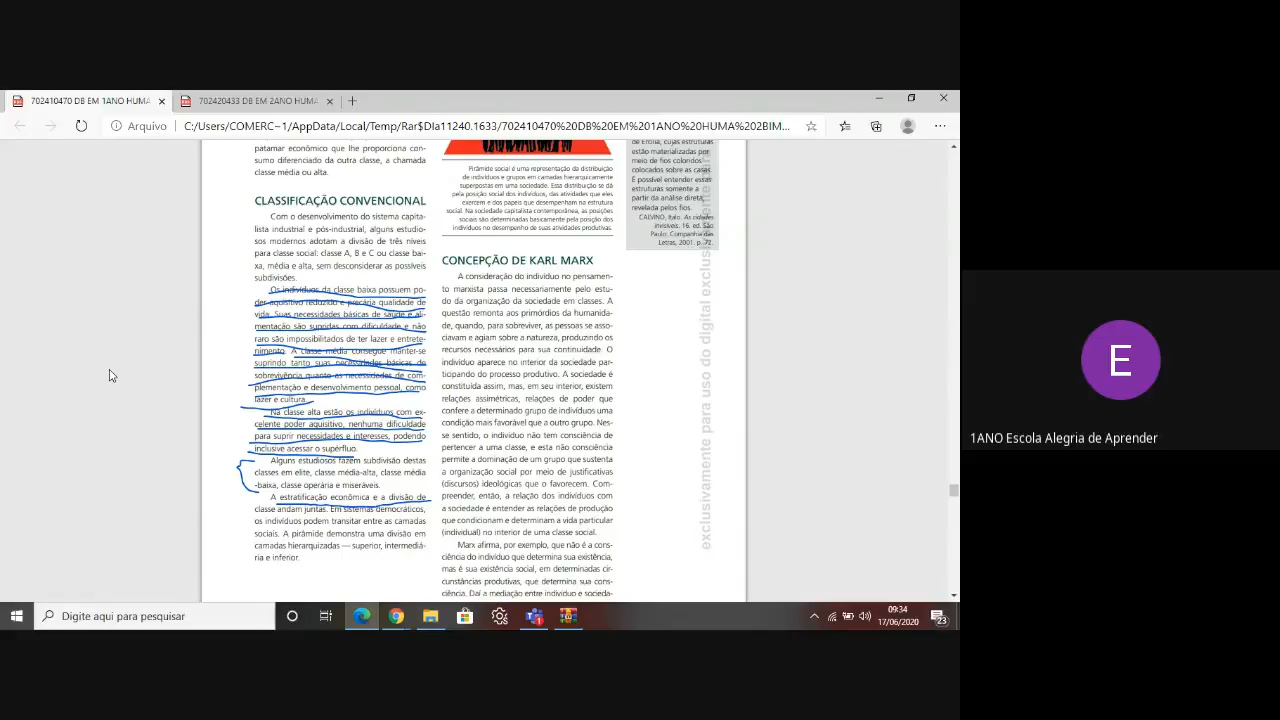 702410470 DB EM 1ANO HUMA
702420433 DB EM 2ANO HUMA
Arquivo
C:/Users/COMERC~1/AppData/Local/Temp/Rar$DIa11240.1633/702410470%20DB%20EM%201ANO%20HUMA%202BIM...
patamar econômico que lhe proporciona con-
sumo diferenciado da outra classe, a chamada
classe média ou alta.
CLASSIFICAÇÃO CONVENCIONAL
Com o desenvolvimento do sistema capita-
lista industrial e pós-industrial, alguns estudio-
sos modernos adotam a divisão de três níveis
para classe social: classe A, B e C ou classe bai-
xa, média e alta, sem desconsiderar as possíveis
subdivisões.
Os indivíduos da classe baixa possuem po-
der aquisitivo reduzido e precária qualidade de
vida. Suas necessidades básicas de saúde e ali-
mentação são supridas com dificuldade e não
raro são impossibilitados de ter lazer e entrete-
nimento. A classe média consegue manter-se
suprindo tanto suas necessidades básicas de
sobrevivência quanto as necessidades de com-
plementação e desenvolvimento pessoal, como
lazer e cultura.
Na classe alta estão os indivíduos com ex-
celente poder aquisitivo, nenhuma dificuldade
para suprir necessidades e interesses, podendo
inclusive acessar o supérfluo.
Alguns estudiosos fazem subdivisão destas
classes em elite, classe média-alta, classe média
-baixa, classe operária e miseráveis.
A estratificação econômica e a divisão de
classe andam juntas. Em sistemas democráticos,
os indivíduos podem transitar entre as camadas
sociais. A pirâmide demonstra uma divisão em
camadas hierarquizadas — superior, intermediá-
ria e inferior.
Pirâmide social é uma representação da distribuição
de indivíduos e grupos em camadas hierarquicamente
superpostas em uma sociedade. Essa distribuição se dá
pela posição social dos indivíduos, das atividades que eles
exercem e dos papeis que desempenham na estrutura
social. Na sociedade capitalista contemporânea, as posições
sociais são determinadas basicamente pela posição dos
indivíduos no desempenho de suas atividades produtivas.
CONCEPÇÃO DE KARL MARX
A consideração do indivíduo no pensamen-
to marxista passa necessariamente pelo estu-
do da organização da sociedade em classes. A
questão remonta aos primórdios da humanida-
de, quando, para sobreviver, as pessoas se asso-
ciavam e agiam sobre a natureza, produzindo os
recursos necessários para sua continuidade. O
indivíduo aparece no interior da sociedade par-
ticipando do processo produtivo. A sociedade é
constituída assim, mas, em seu interior, existem
relações assimétricas, relações de poder que
confere a determinado grupo de indivíduos uma
condição mais favorável que a outro grupo. Nes-
se sentido, o indivíduo não tem consciência de
pertencer a uma classe, e esta não consciência
permite a dominação de um grupo que sustenta
a organização social por meio de justificativas
(discursos) ideológicas que o favorecem. Com-
preender, então, a relação dos indivíduos com
a sociedade é entender as relações de produção
que condicionam e determinam a vida particular
(individual) no interior de uma classe social.
Marx afirma, por exemplo, que não é a cons-
ciência do indivíduo que determina sua existência,
mas é sua existência social, em determinadas cir-
cunstâncias produtivas, que determina sua cons-
ciência. Daí a mediação entre indivíduo e socieda-
de Ercília, cujas estruturas
estão materializadas por
meio de fios coloridos
colocados sobre as casas.
É possível entender essas
estruturas somente a
partir da análise direta,
revelada pelos fios.
CALVINO, Italo. As cidades
invisíveis. 16. ed. São
Paulo: Companhia das
Letras, 2001. p. 72.
exclusivamente para uso do digital exclusivamente para
E
1ANO Escola Alegria de Aprender
Digite aqui para pesquisar
1
09:34
17/06/2020
23